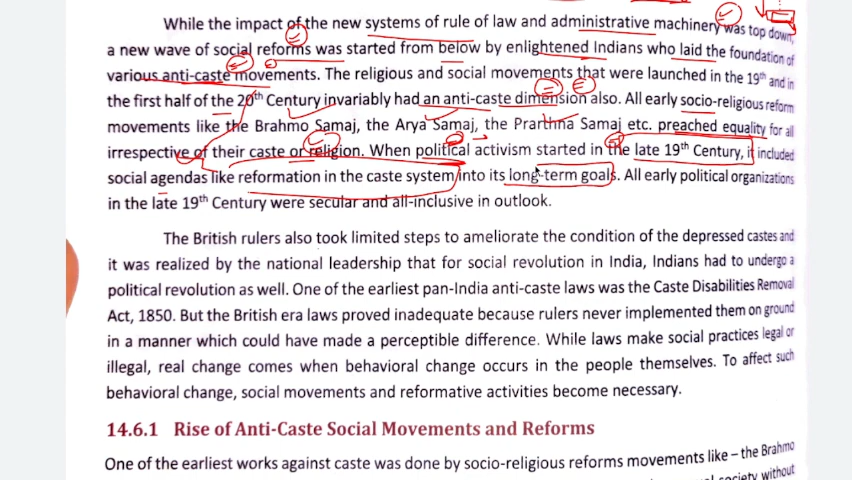 While the impact of the new systems of rule of law and administrative machinery was top down,
a new wave of social reforms was started from below by enlightened Indians who laid the foundation of
various anti-caste movements. The religious and social movements that were launched in the 19th and in
the first half of the 20th Century invariably had an anti-caste dimension also. All early socio-religious reform
movements like the Brahmo Samaj, the Arya Samaj, the Prarthna Samaj etc. preached equality for all
irrespective of their caste or religion. When political activism started in the late 19th Century, it included
social agendas like reformation in the caste system into its long-term goals. All early political organizations
in the late 19th Century were secular and all-inclusive in outlook.
The British rulers also took limited steps to ameliorate the condition of the depressed castes and
it was realized by the national leadership that for social revolution in India, Indians had to undergo a
political revolution as well. One of the earliest pan-India anti-caste laws was the Caste Disabilities Removal
Act, 1850. But the British era laws proved inadequate because rulers never implemented them on ground
in a manner which could have made a perceptible difference. While laws make social practices legal or
illegal, real change comes when behavioral change occurs in the people themselves. To affect such
behavioral change, social movements and reformative activities become necessary.
14.6.1 Rise of Anti-Caste Social Movements and Reforms
One of the earliest works against caste was done by socio-religious reforms movements like – the Brahmo
society without